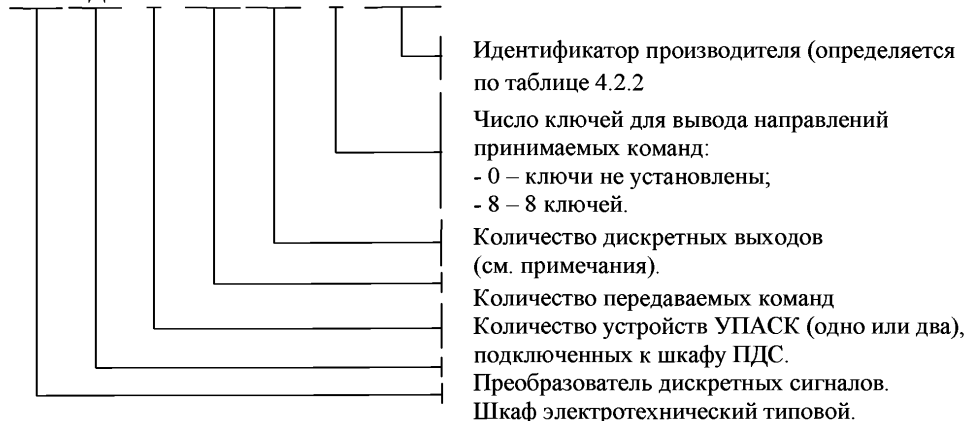 Идентификатор производителя (определяется
по таблице 4.2.2
Число ключей для вывода направлений
принимаемых команд:
- 0 – ключи не установлены;
- 8 – 8 ключей.
Количество дискретных выходов
(см. примечания).
Количество передаваемых команд
Количество устройств УПАСК (одно или два),
подключенных к шкафу ПДС.
Преобразователь дискретных сигналов.
Шкаф электротехнический типовой.